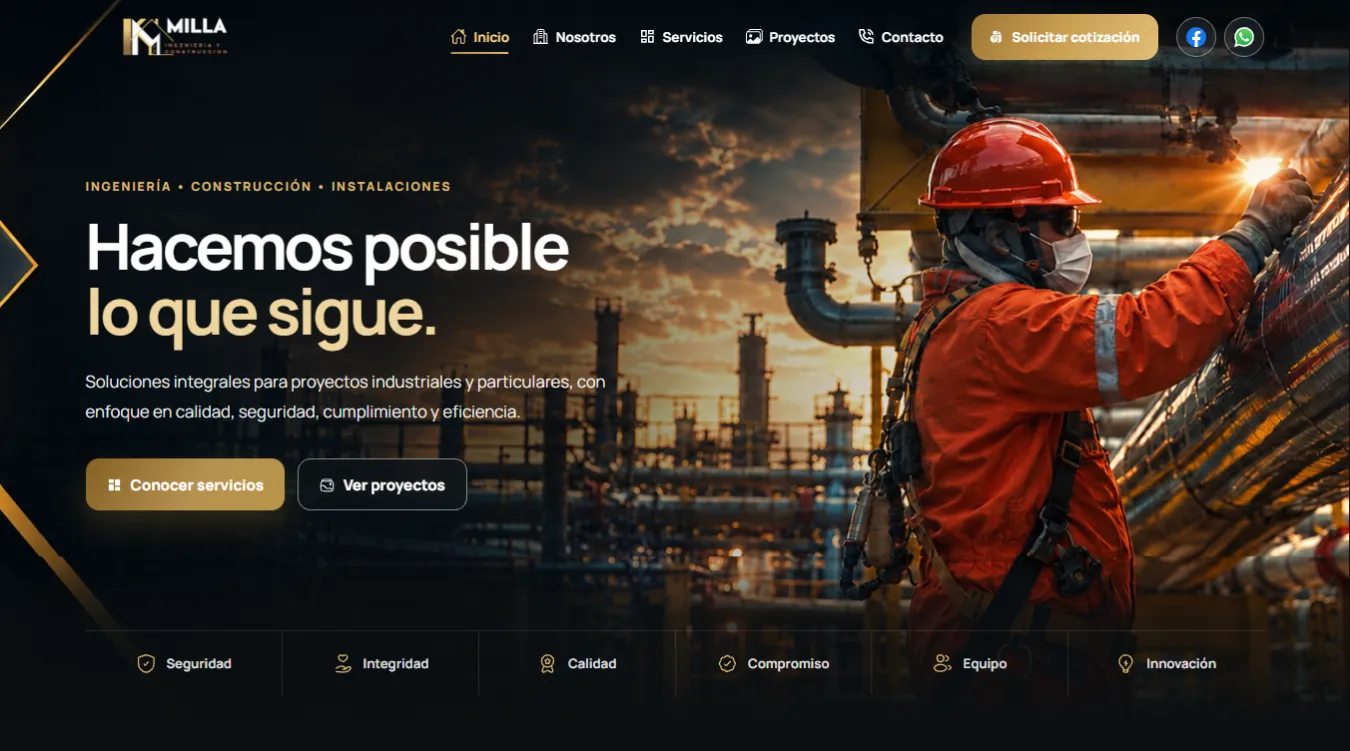 MILLA
INGENIERÍA Y
CONSTRUCCIÓN
Inicio
Nosotros
Servicios
Proyectos
Contacto
Solicitar cotización
INGENIERÍA • CONSTRUCCIÓN • INSTALACIONES
Hacemos posible
lo que sigue.
Soluciones integrales para proyectos industriales y particulares, con
enfoque en calidad, seguridad, cumplimiento y eficiencia.
Conocer servicios
Ver proyectos
Seguridad
Integridad
Calidad
Compromiso
Equipo
Innovación